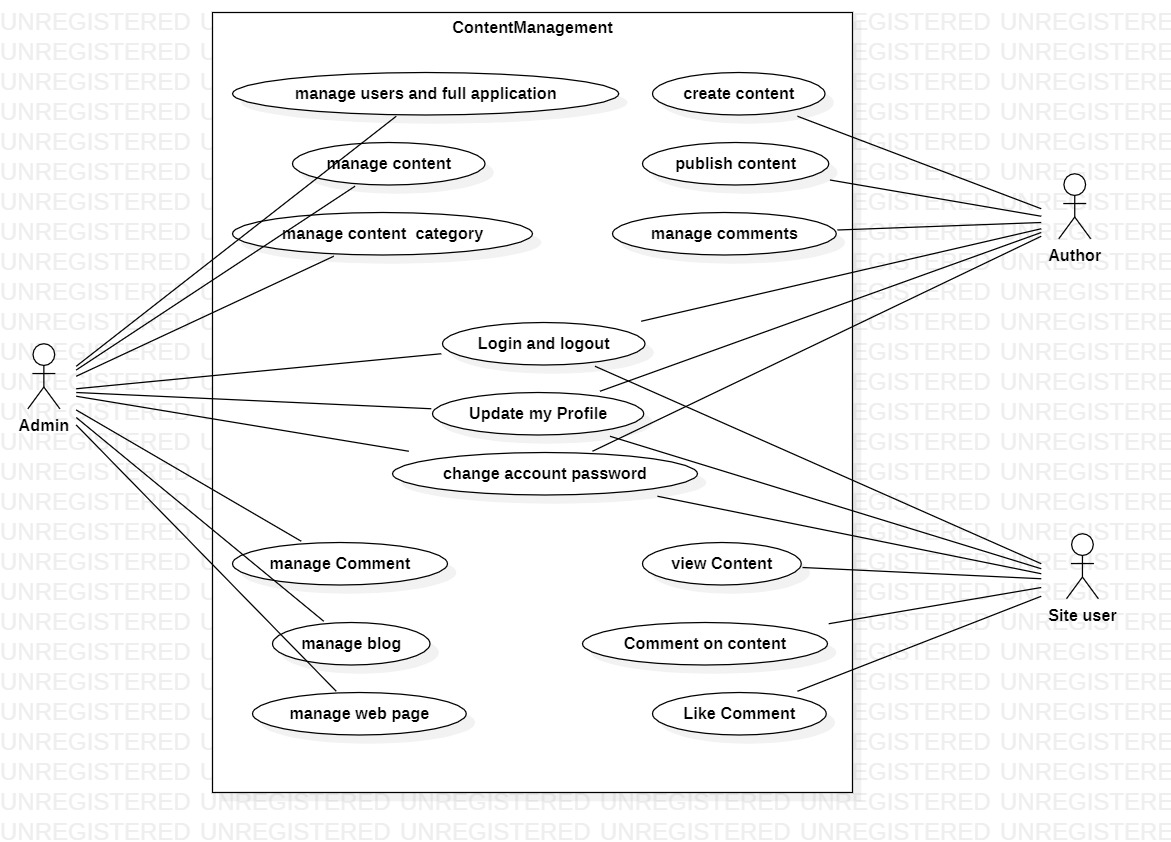 ContentManagement
manage users and full application
create content
manage content
publish content
manage content  category
manage comments
Author
Login and logout
Admin
Update my Profile
change account password
manage Comment
view Content
Site user
manage blog
Comment on content
manage web page
Like Comment
UNREGISTERED